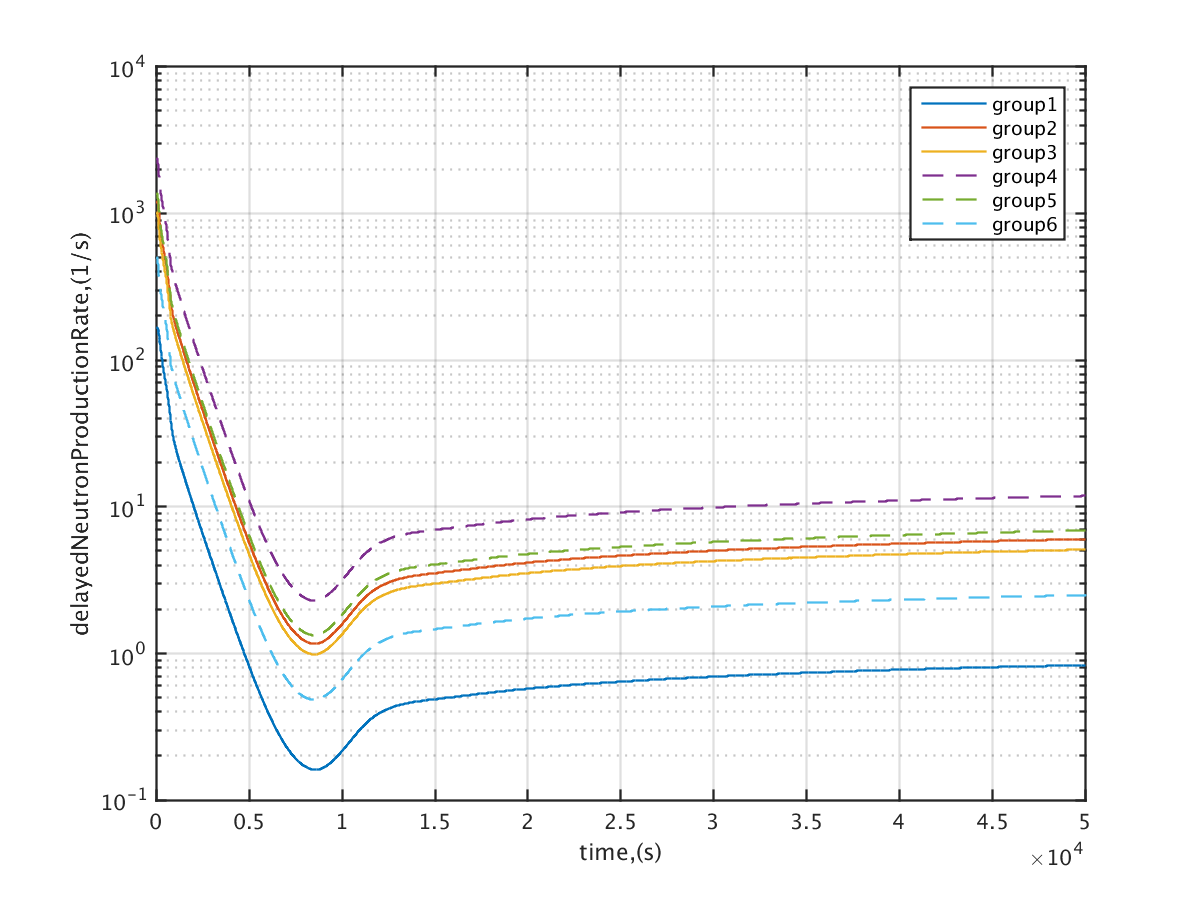 10^4
10^3
10^2
10^1
10^0
10^-1
delayedNeutronProductionRate,(1/s)
group1
group2
group3
group4
group5
group6
0 0.5 1 1.5 2 2.5 3 3.5 4 4.5 5
time,(s)
×10^4